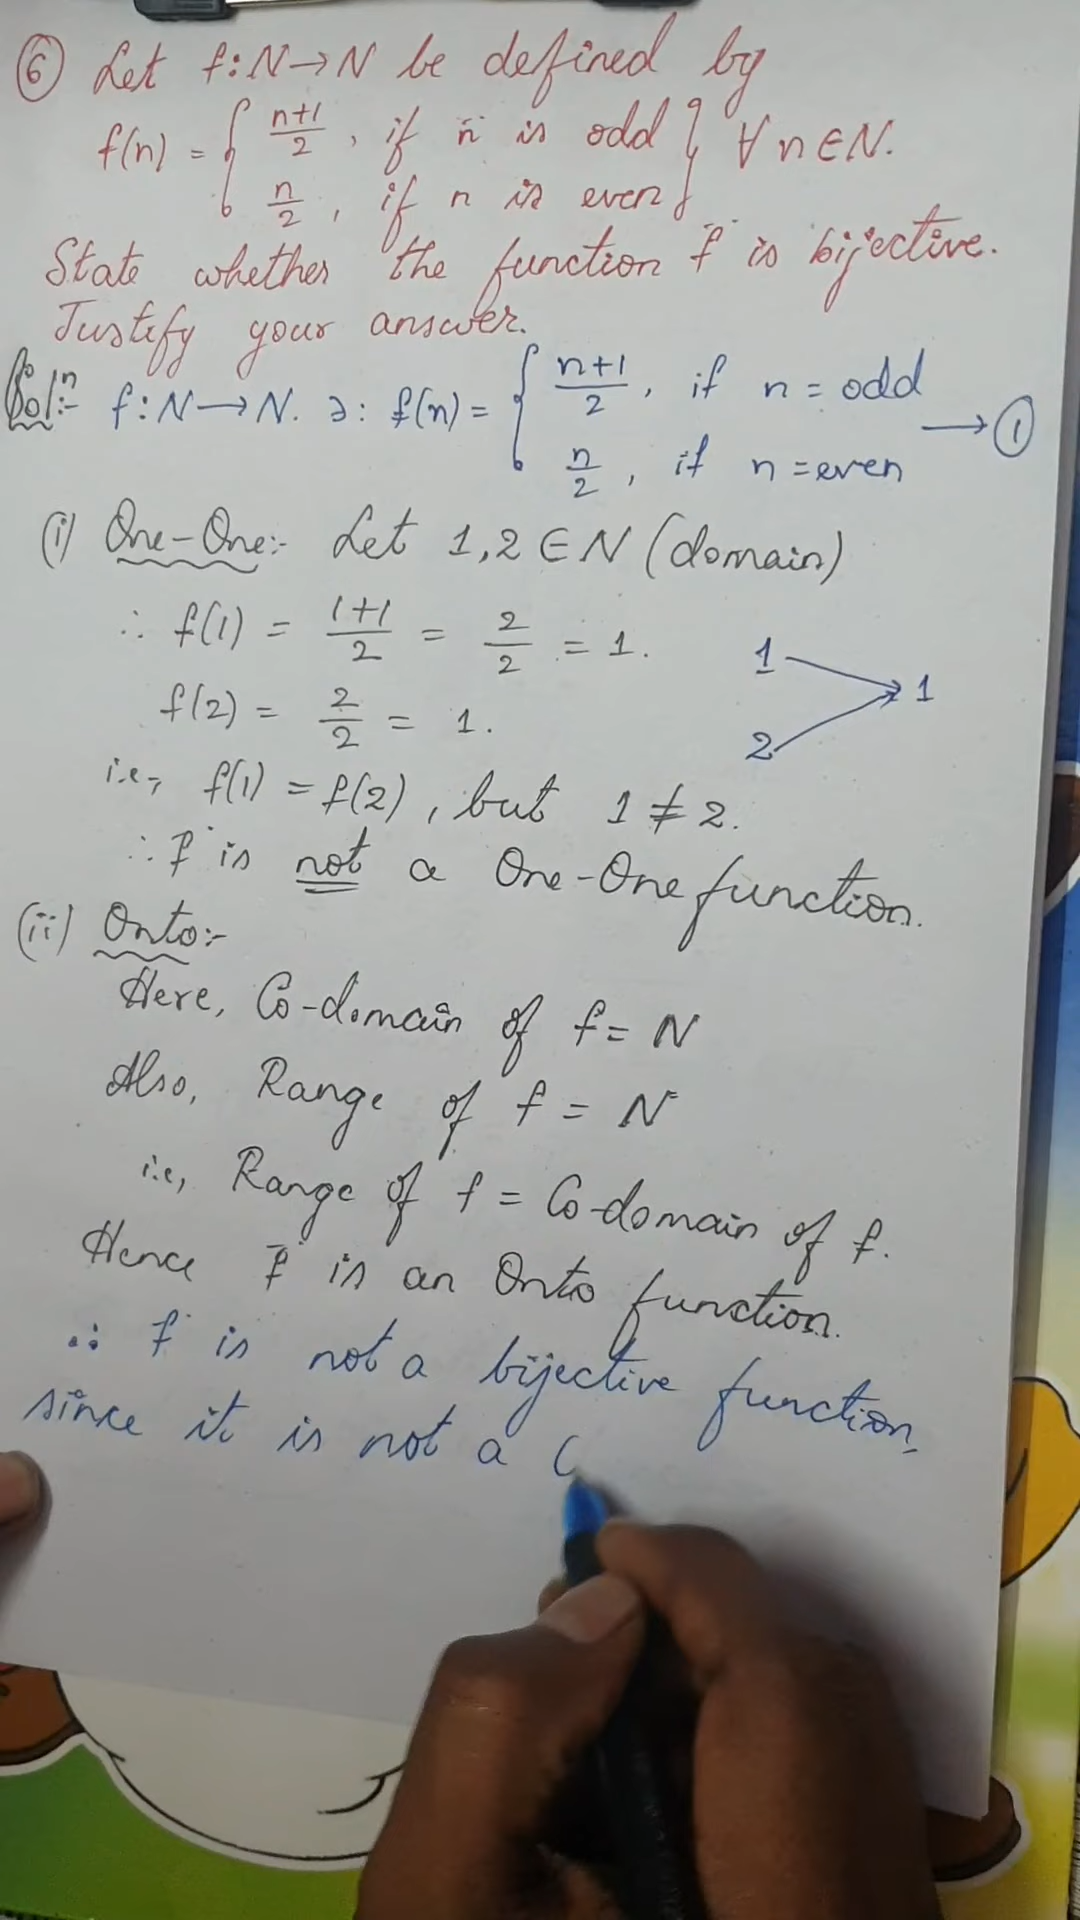 ⑥ Let f:N→N be defined by
f(n) = { (n+1)/2 , if n is odd } ∀ n∈N.
n/2 , if n is even
State whether the function f is bijective.
Justify your answer.
Solⁿ:- f:N→N. ∋: f(n) = { (n+1)/2 , if n = odd → ①
n/2 , if n = even
(i) One-One:- Let 1,2 ∈ N (domain)
∴ f(1) = (1+1)/2 = 2/2 = 1.
f(2) = 2/2 = 1.
1 → 1
2
i.e., f(1) = f(2), but 1 ≠ 2.
∴ f is not a One-One function.
(ii) Onto:-
Here, Co-domain of f = N
Also, Range of f = N
i.e, Range of f = Co-domain of f.
Hence f is an Onto function.
∴ f is not a bijective function,
since it is not a